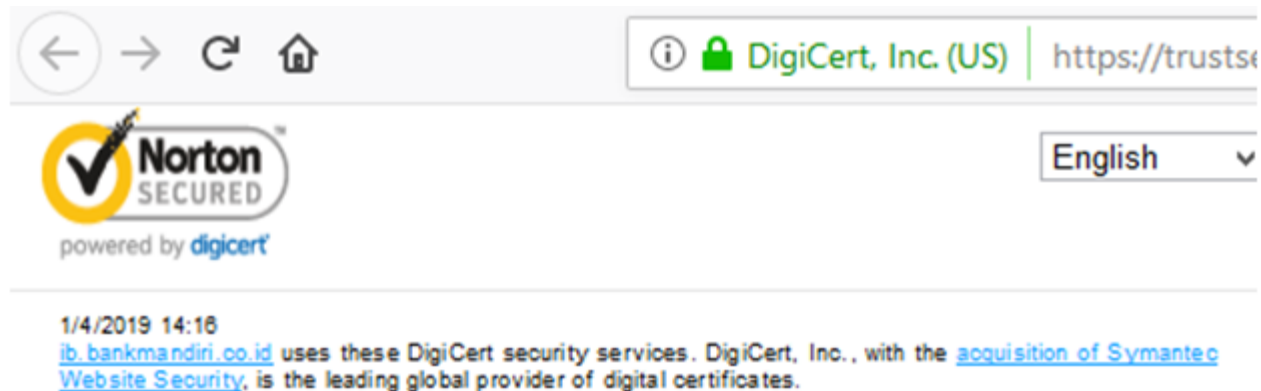 DigiCert, Inc. (US) https://trustse
Norton™
SECURED
English
powered by digicert
1/4/2019 14:16
ib.bankmandiri.co.id uses these DigiCert security services. DigiCert, Inc., with the acquisition of Symantec
Website Security, is the leading global provider of digital certificates.